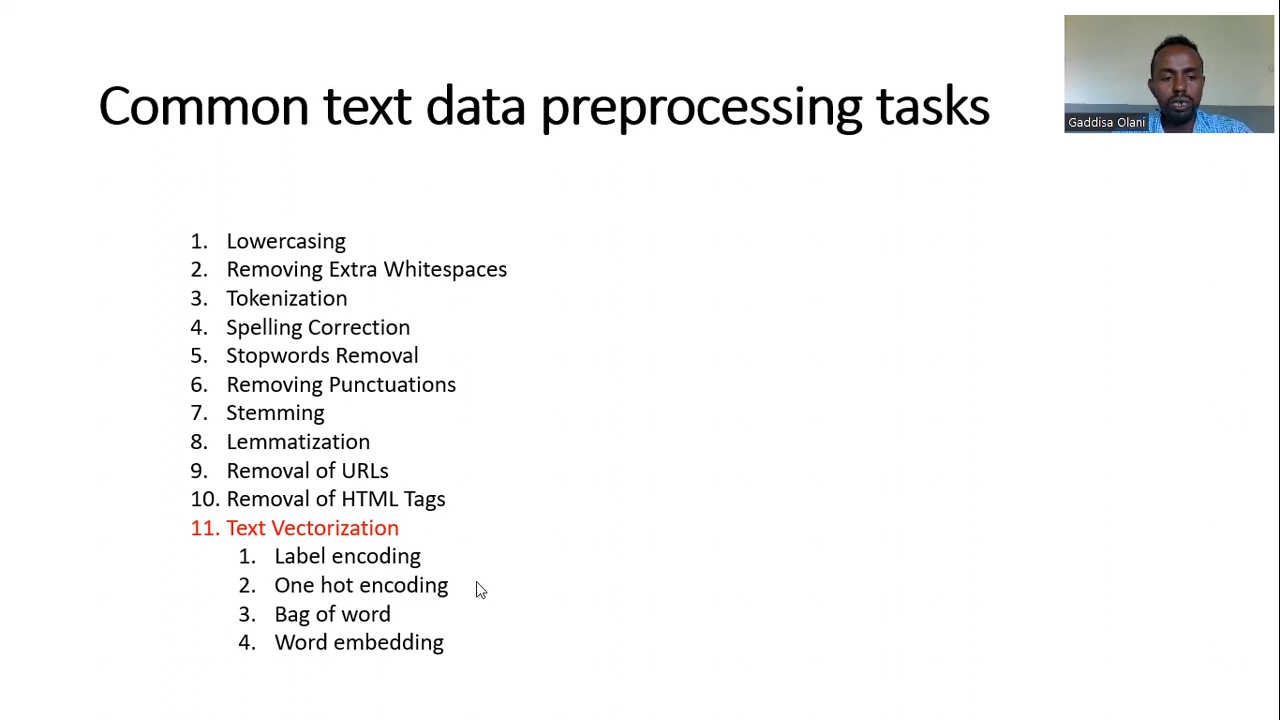 Common text data preprocessing tasks
Gaddisa Olani
1. Lowercasing
2. Removing Extra Whitespaces
3. Tokenization
4. Spelling Correction
5. Stopwords Removal
6. Removing Punctuations
7. Stemming
8. Lemmatization
9. Removal of URLs
10. Removal of HTML Tags
11. Text Vectorization
1. Label encoding
2. One hot encoding
3. Bag of word
4. Word embedding